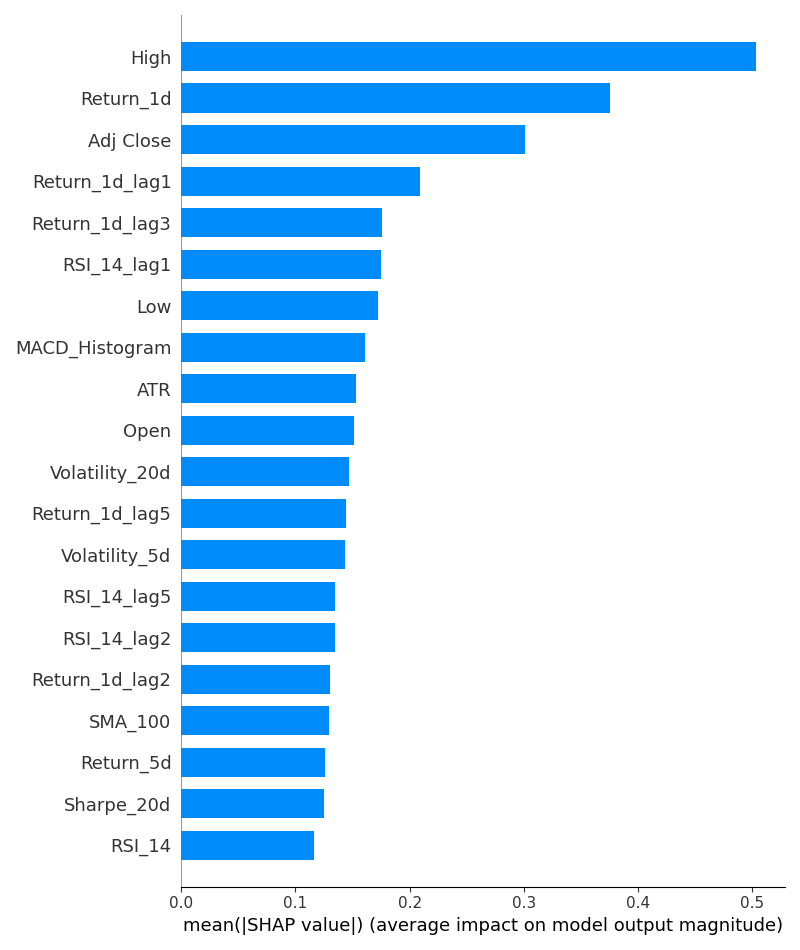 High
Return_1d
Adj Close
Return_1d_lag1
Return_1d_lag3
RSI_14_lag1
Low
MACD_Histogram
ATR
Open
Volatility_20d
Return_1d_lag5
Volatility_5d
RSI_14_lag5
RSI_14_lag2
Return_1d_lag2
SMA_100
Return_5d
Sharpe_20d
RSI_14
0.0 0.1 0.2 0.3 0.4 0.5
mean(|SHAP value|) (average impact on model output magnitude)